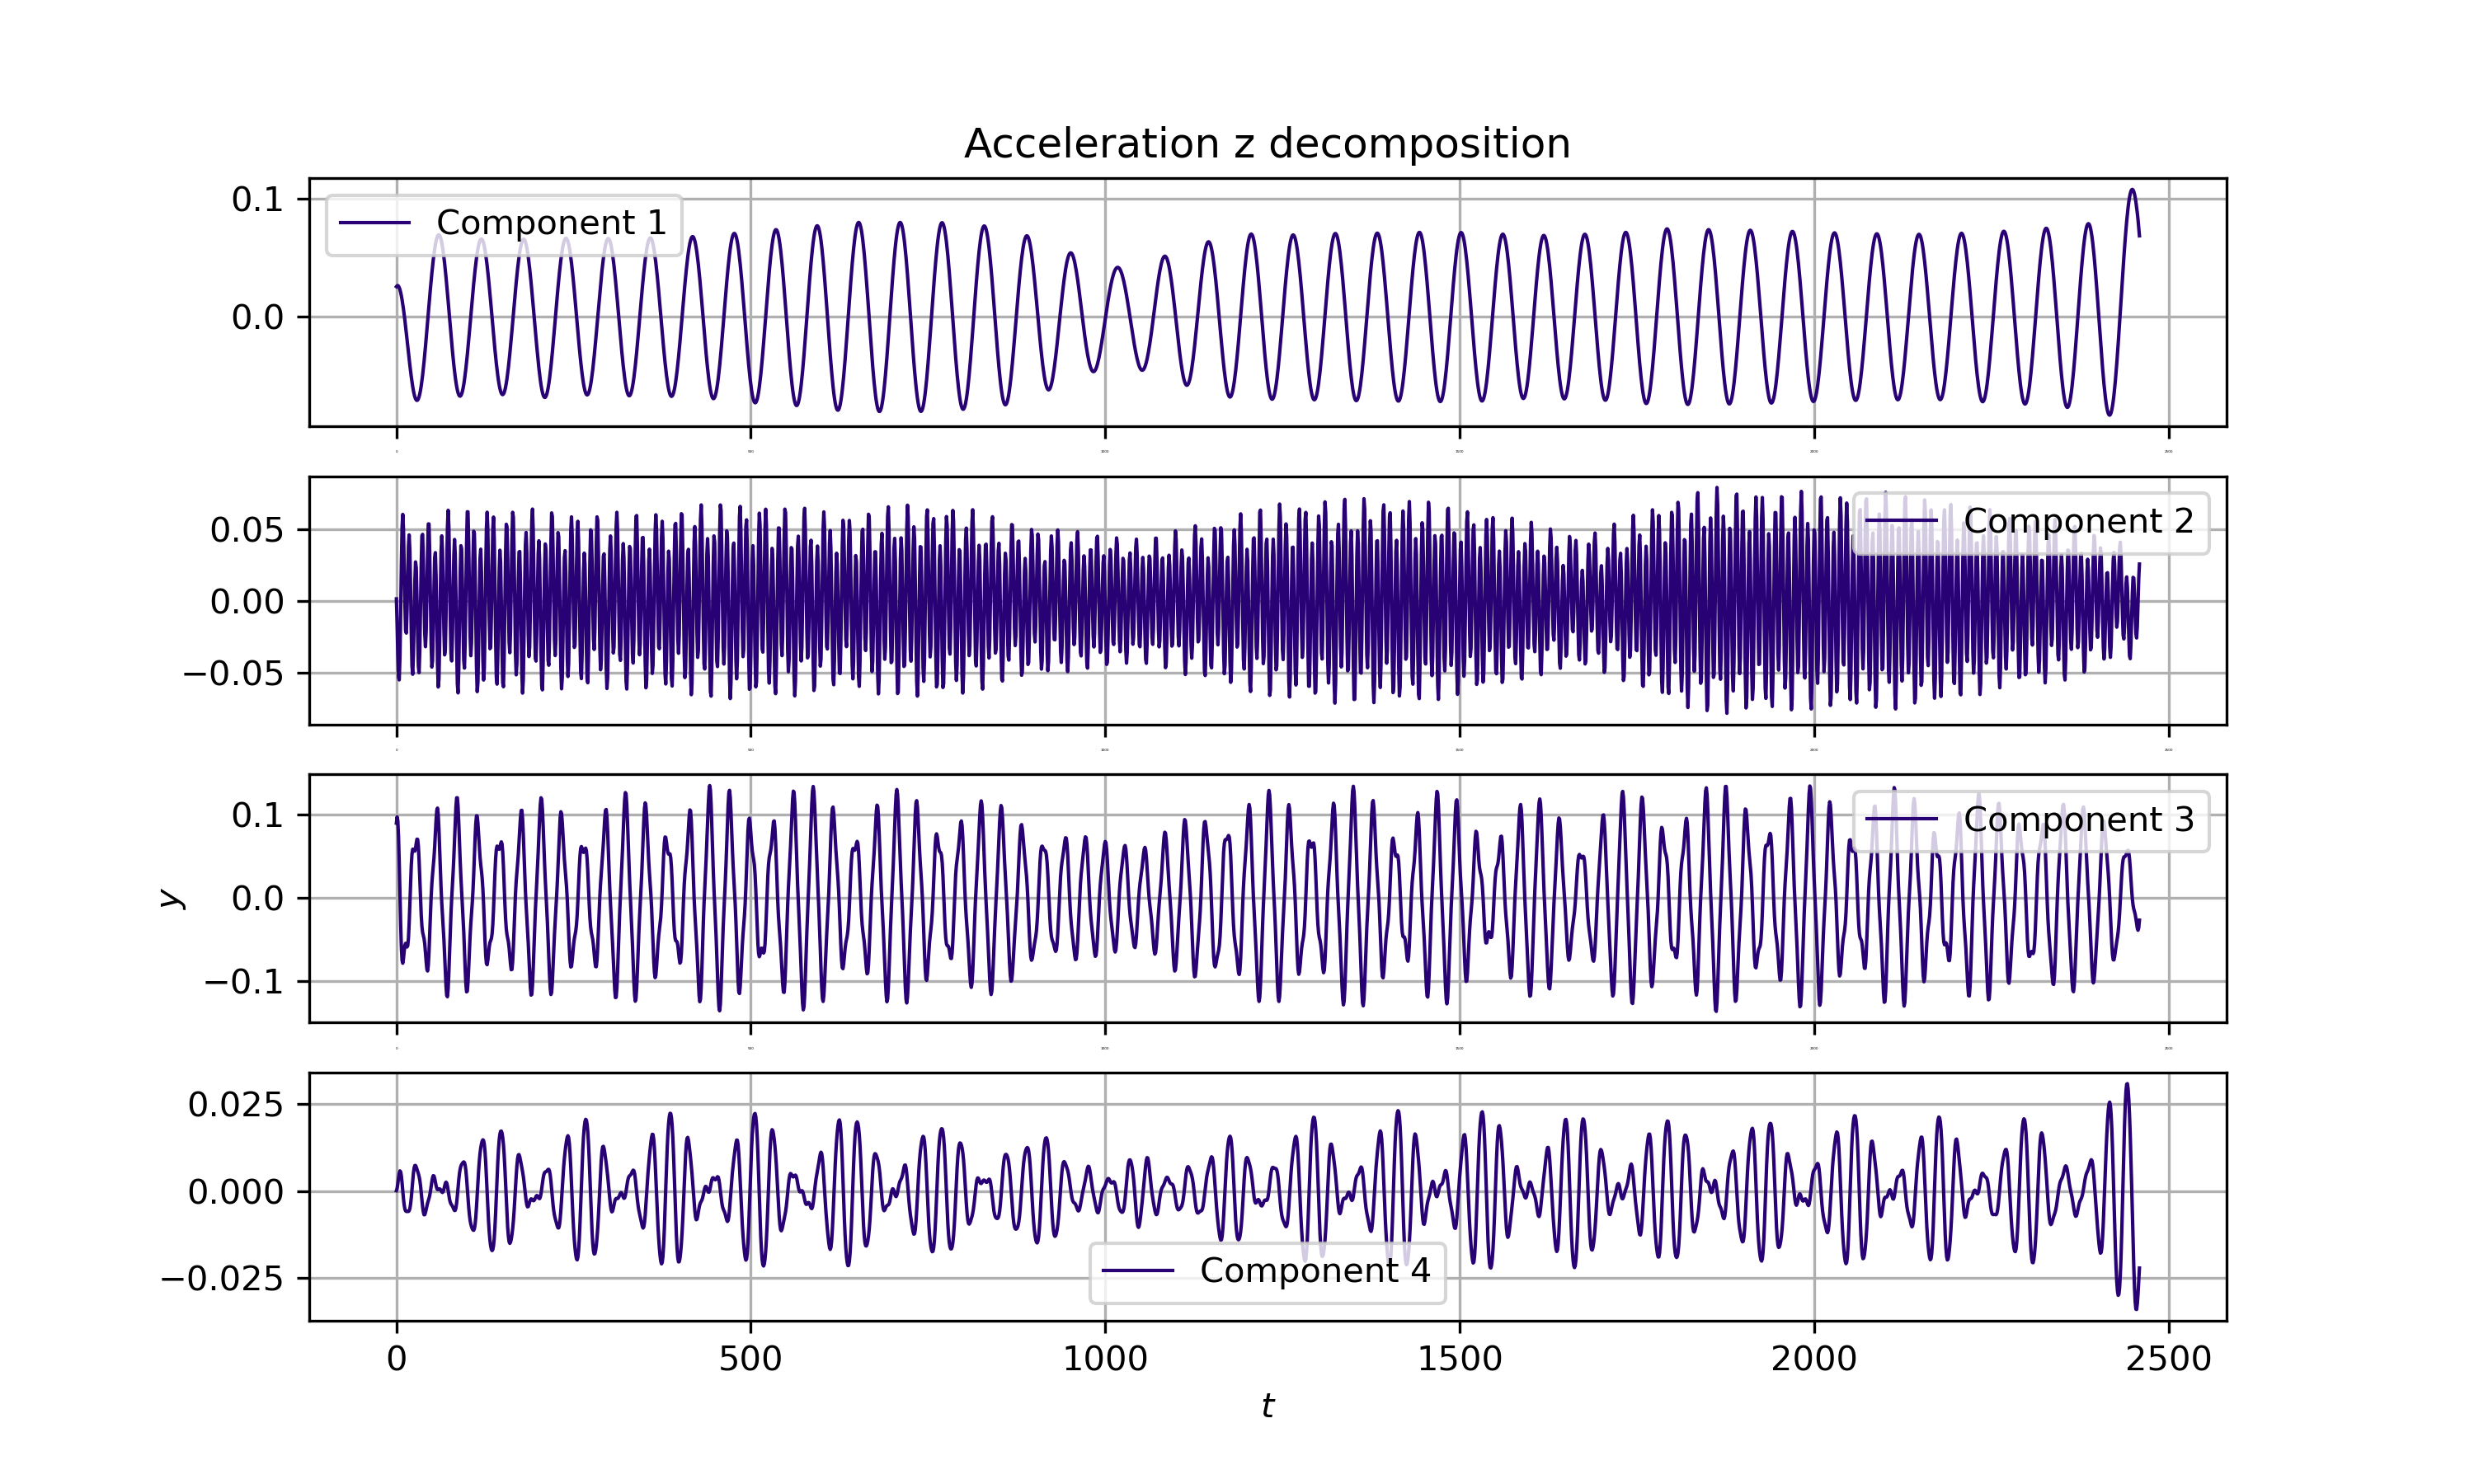 Acceleration z decomposition
0.1
0.0
Component 1
0.05
0.00
−0.05
Component 2
0.1
0.0
−0.1
y
Component 3
0.025
0.000
−0.025
Component 4
0 500 1000 1500 2000 2500
t